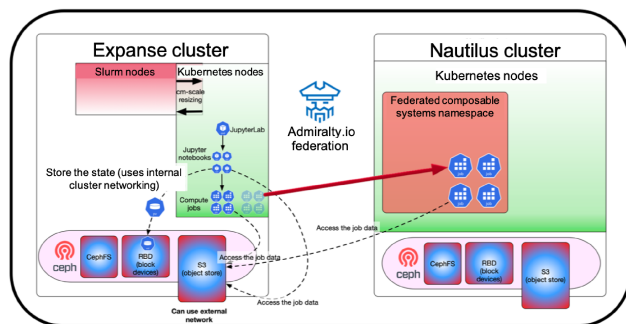 Expanse cluster
Slurm nodes
Kubernetes nodes
cm-scale
resizing
JupyterLab
Jupyter
notebooks
Store the state (uses internal
cluster networking)
Compute
jobs
Access the job data
ceph
CephFS
RBD
(block
devices)
S3
(object store)
Access the job data
Can use external
network
Admiralty.io
federation
Nautilus cluster
Kubernetes nodes
Federated composable
systems namespace
Access the job data
ceph
CephFS
RBD
(block
devices)
S3
(object store)